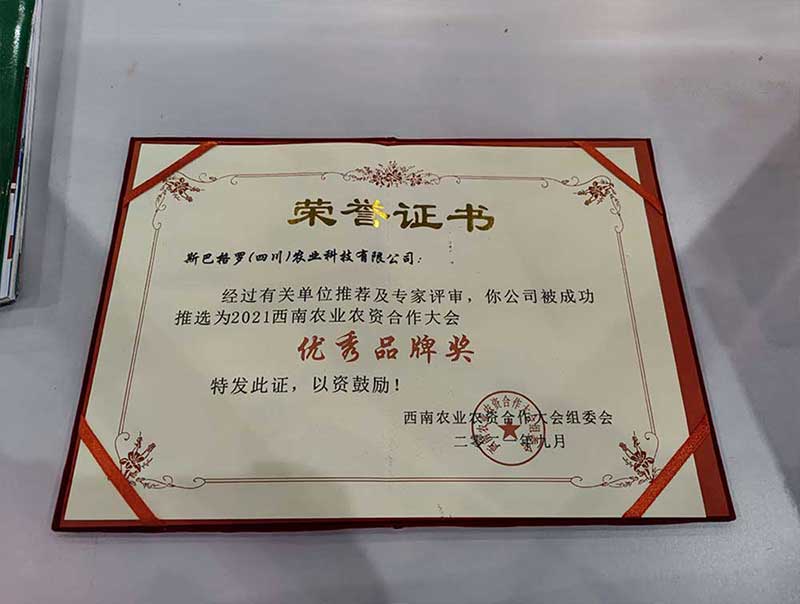 荣誉证书
斯巴格罗(四川)农业科技有限公司：
经过有关单位推荐及专家评审，你公司被成功
推选为2021西南农业农资合作大会
优秀品牌奖
特发此证，以资鼓励！
西南农业农资合作大会组委会
二零二一年九月